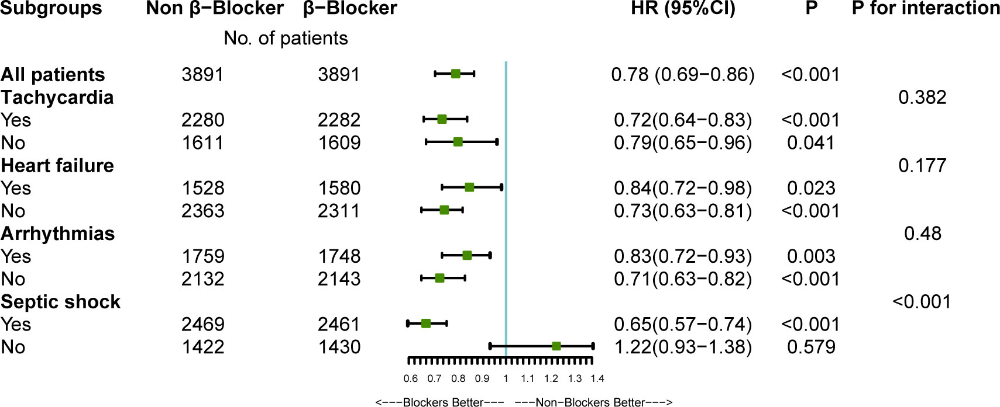 Subgroups Non β−Blocker β−Blocker HR (95%CI) P P for interaction
No. of patients
All patients 3891 3891 0.78 (0.69−0.86) <0.001
Tachycardia 0.382
Yes 2280 2282 0.72(0.64−0.83) <0.001
No 1611 1609 0.79(0.65−0.96) 0.041
Heart failure 0.177
Yes 1528 1580 0.84(0.72−0.98) 0.023
No 2363 2311 0.73(0.63−0.81) <0.001
Arrhythmias 0.48
Yes 1759 1748 0.83(0.72−0.93) 0.003
No 2132 2143 0.71(0.63−0.82) <0.001
Septic shock <0.001
Yes 2469 2461 0.65(0.57−0.74) <0.001
No 1422 1430 1.22(0.93−1.38) 0.579
0.6 0.7 0.8 0.9 1 1.1 1.2 1.3 1.4
<−−−Blockers Better−−− −−−Non−Blockers Better−−−>